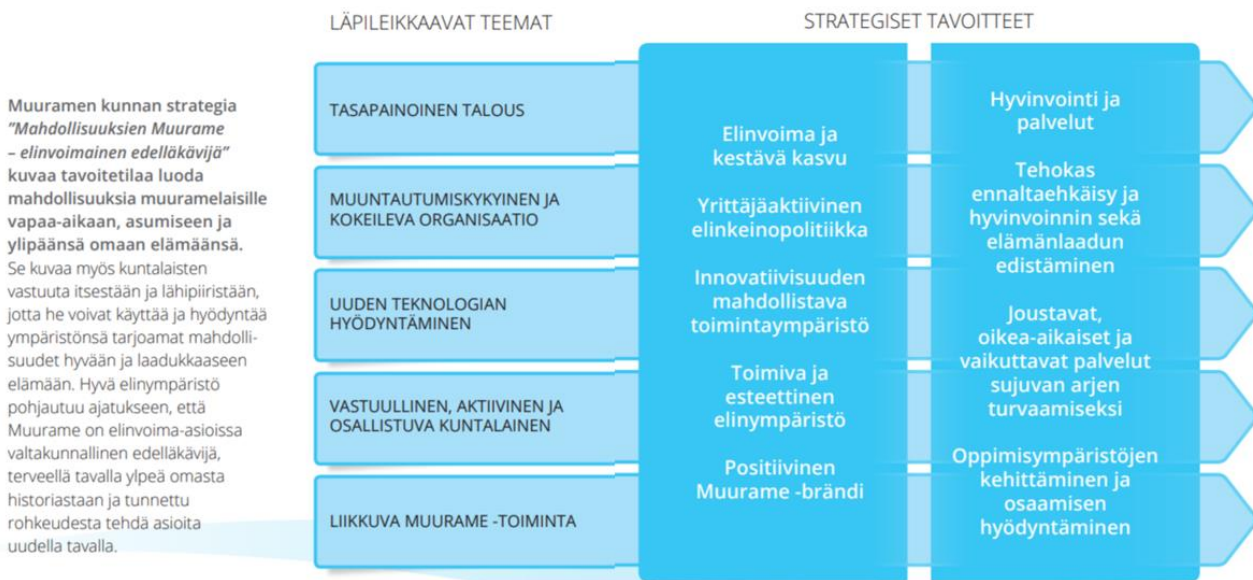 LÄPILEIKKAAVAT TEEMAT
STRATEGISET TAVOITTEET
Muuramen kunnan strategia
"Mahdollisuuksien Muurame
– elinvoimainen edelläkävijä"
kuvaa tavoitetilaa luoda
mahdollisuuksia muuramelaisille
vapaa-aikaan, asumiseen ja
ylipäänsä omaan elämäänsä.
Se kuvaa myös kuntalaisten
vastuuta itsestään ja lähipiiristään,
jotta he voivat käyttää ja hyödyntää
ympäristönsä tarjoamat mahdolli-
suudet hyvään ja laadukkaaseen
elämään. Hyvä elinympäristö
pohjautuu ajatukseen, että
Muurame on elinvoima-asioissa
valtakunnallinen edelläkävijä,
terveellä tavalla ylpeä omasta
historiastaan ja tunnettu
rohkeudesta tehdä asioita
uudella tavalla.
TASAPAINOINEN TALOUS
MUUNTAUTUMISKYKYINEN JA
KOKEILEVA ORGANISAATIO
UUDEN TEKNOLOGIAN
HYÖDYNTÄMINEN
VASTUULLINEN, AKTIIVINEN JA
OSALLISTUVA KUNTALAINEN
LIIKKUVA MUURAME -TOIMINTA
Elinvoima ja
kestävä kasvu
Yrittäjäaktiivinen
elinkeinopolitiikka
Innovatiivisuuden
mahdollistava
toimintaympäristö
Toimiva ja
esteettinen
elinympäristö
Positiivinen
Muurame -brändi
Hyvinvointi ja
palvelut
Tehokas
ennaltaehkäisy ja
hyvinvoinnin sekä
elämänlaadun
edistäminen
Joustavat,
oikea-aikaiset ja
vaikuttavat palvelut
sujuvan arjen
turvaamiseksi
Oppimisympäristöjen
kehittäminen ja
osaamisen
hyödyntäminen